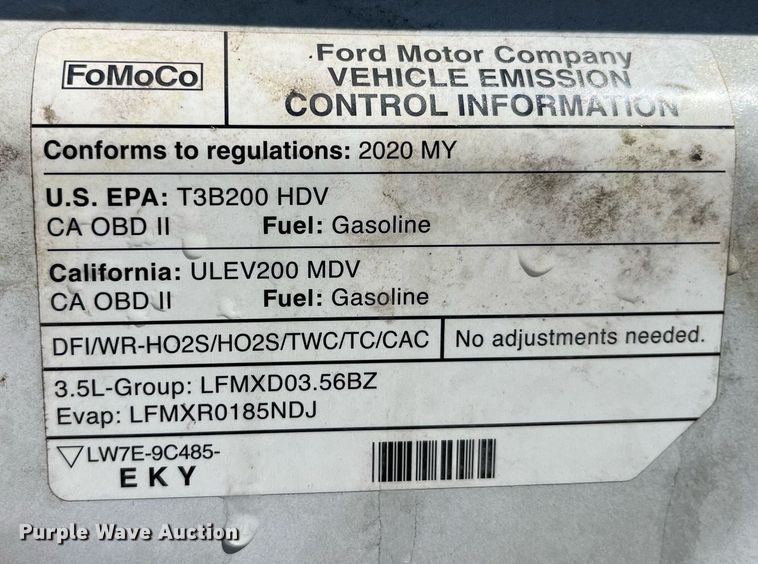 FoMoCo
Ford Motor Company
VEHICLE EMISSION
CONTROL INFORMATION
Conforms to regulations: 2020 MY
U.S. EPA: T3B200 HDV
CA OBD II Fuel: Gasoline
California: ULEV200 MDV
CA OBD II Fuel: Gasoline
DFI/WR-HO2S/HO2S/TWC/TC/CAC No adjustments needed.
3.5L-Group: LFMXD03.56BZ
Evap: LFMXR0185NDJ
▽LW7E-9C485-
EKY
Purple Wave Auction